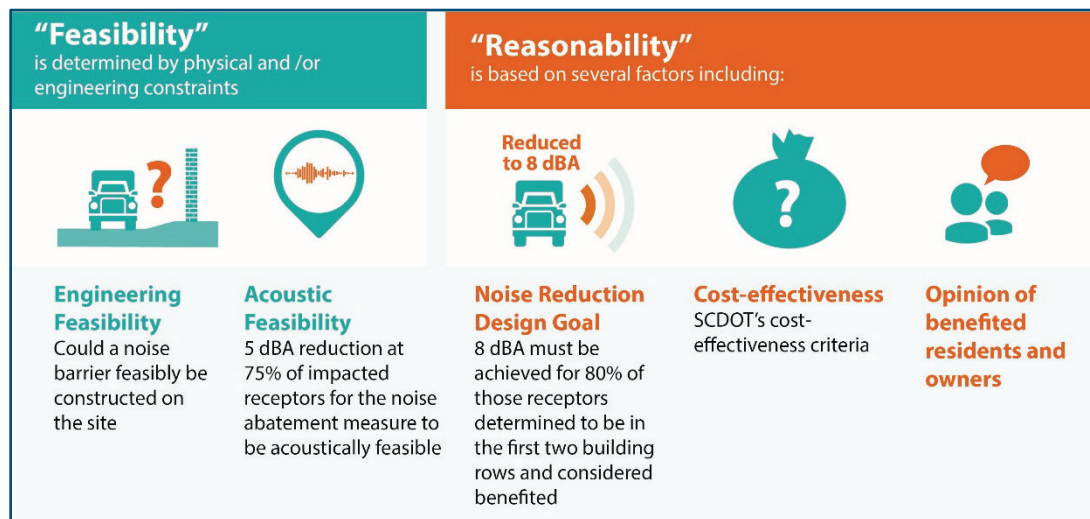 “Feasibility”
is determined by physical and /or
engineering constraints
“Reasonability”
is based on several factors including:
?
Reduced
to 8 dBA
?
Engineering
Feasibility
Could a noise
barrier feasibly be
constructed on
the site
Acoustic
Feasibility
5 dBA reduction at
75% of impacted
receptors for the noise
abatement measure to
be acoustically feasible
Noise Reduction
Design Goal
8 dBA must be
achieved for 80% of
those receptors
determined to be in
the first two building
rows and considered
benefited
Cost-effectiveness
SCDOT’s cost-
effectiveness criteria
Opinion of
benefited
residents and
owners